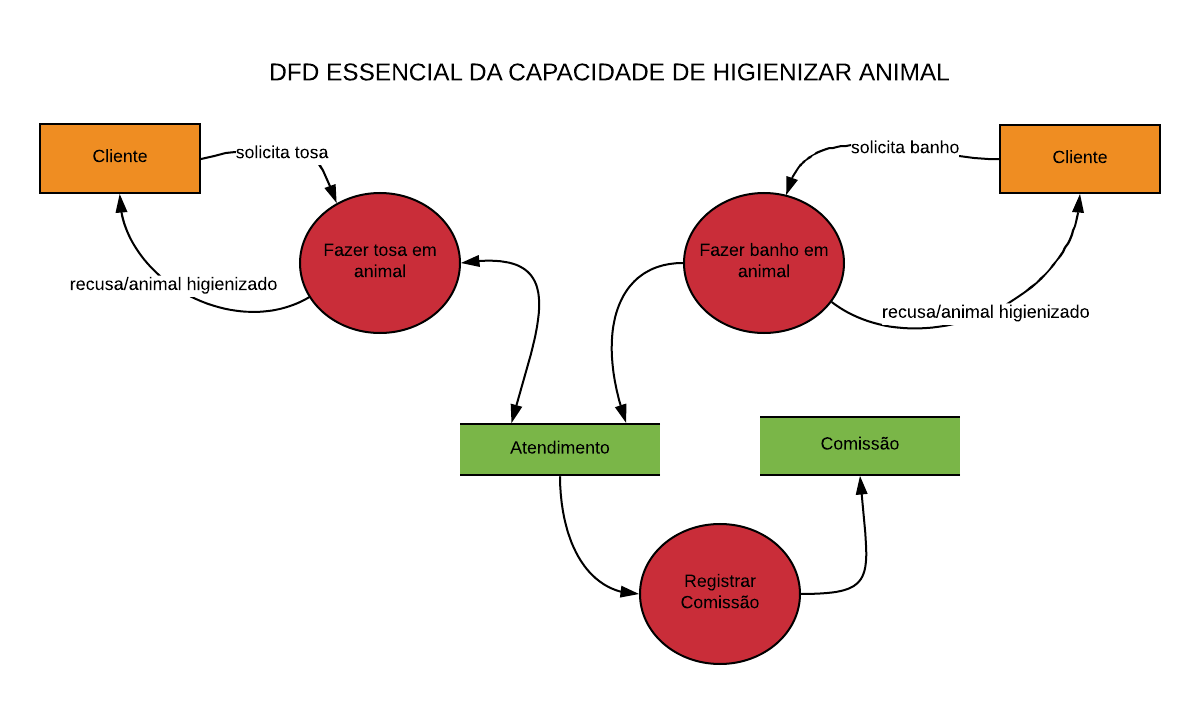 DFD ESSENCIAL DA CAPACIDADE DE HIGIENIZAR ANIMAL
Cliente
solicita tosa
solicita banho
Cliente
Fazer tosa em
animal
Fazer banho em
animal
recusa/animal higienizado
recusa/animal higienizado
Atendimento
Comissão
Registrar
Comissão